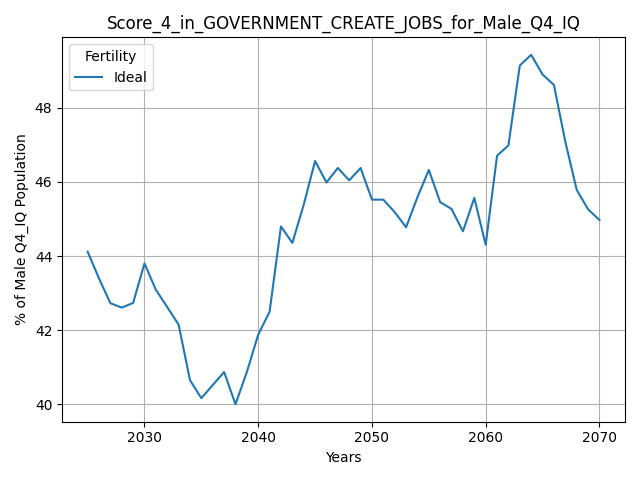 Score_4_in_GOVERNMENT_CREATE_JOBS_for_Male_Q4_IQ
Fertility
Ideal
% of Male Q4_IQ Population
48
46
44
42
40
2030 2040 2050 2060 2070
Years